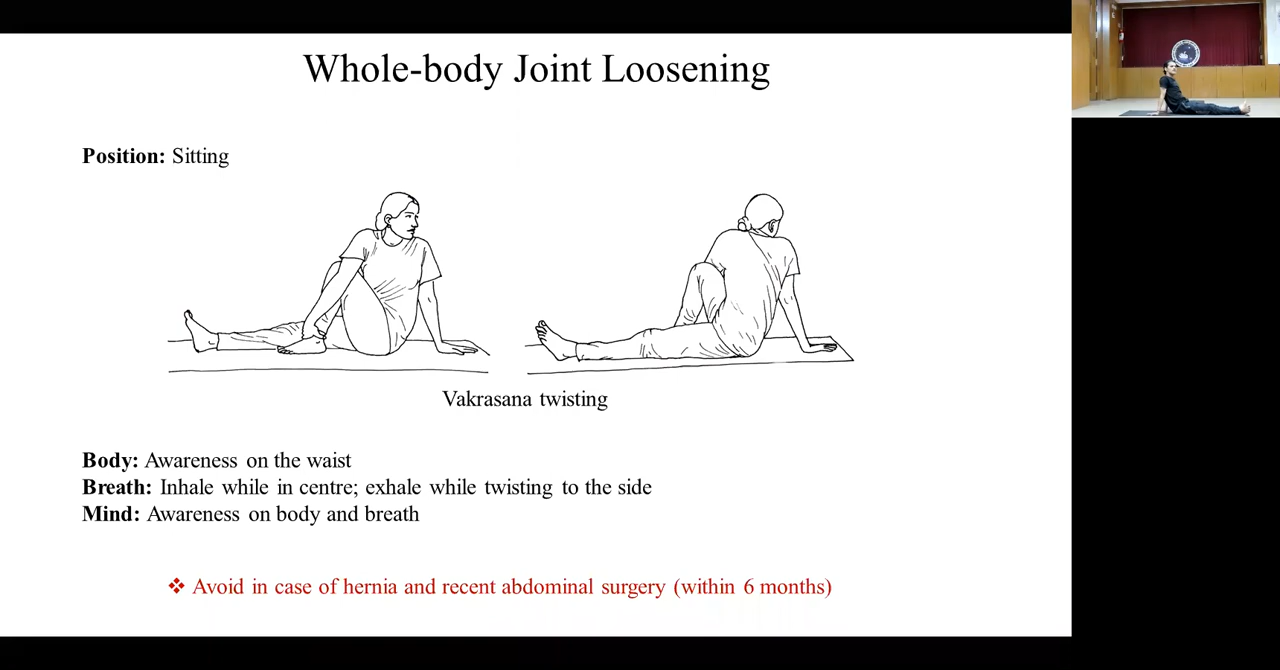 Whole-body Joint Loosening
Position: Sitting
Vakrasana twisting
Body: Awareness on the waist
Breath: Inhale while in centre; exhale while twisting to the side
Mind: Awareness on body and breath
❖ Avoid in case of hernia and recent abdominal surgery (within 6 months)